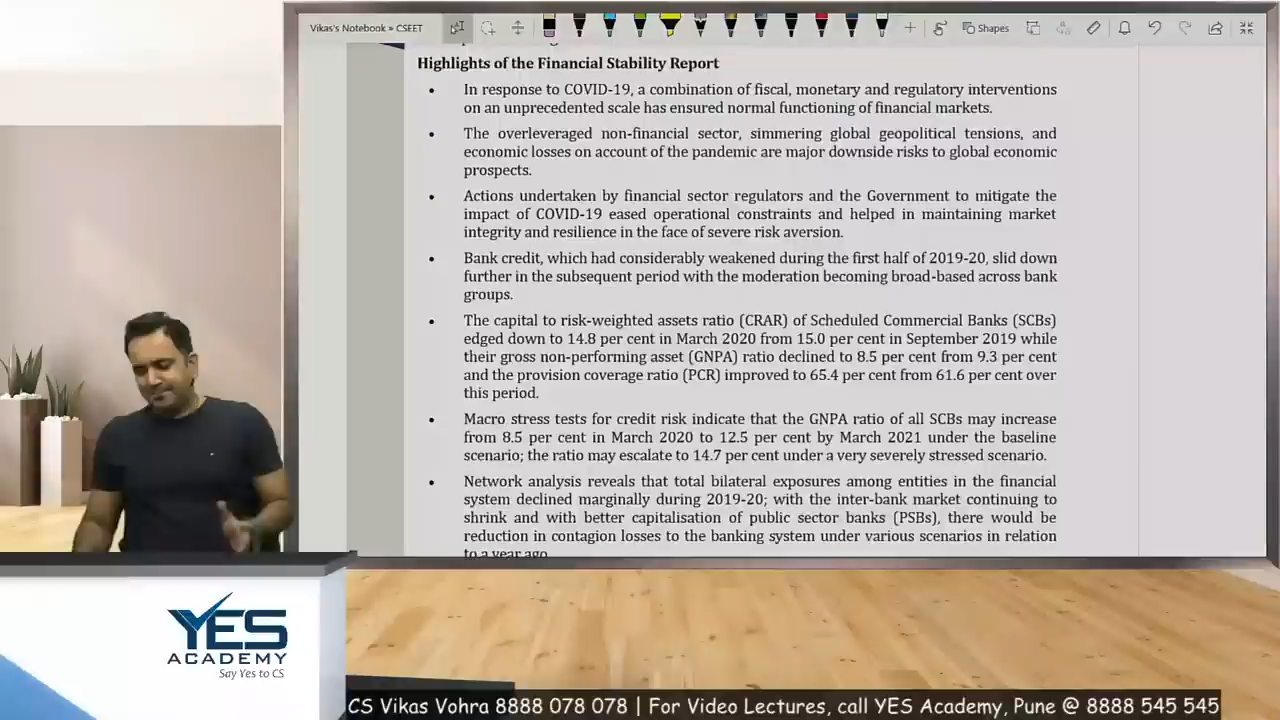 Vikas's Notebook » CSEET
Shapes
Highlights of the Financial Stability Report
• In response to COVID-19, a combination of fiscal, monetary and regulatory interventions
on an unprecedented scale has ensured normal functioning of financial markets.
• The overleveraged non-financial sector, simmering global geopolitical tensions, and
economic losses on account of the pandemic are major downside risks to global economic
prospects.
• Actions undertaken by financial sector regulators and the Government to mitigate the
impact of COVID-19 eased operational constraints and helped in maintaining market
integrity and resilience in the face of severe risk aversion.
• Bank credit, which had considerably weakened during the first half of 2019-20, slid down
further in the subsequent period with the moderation becoming broad-based across bank
groups.
• The capital to risk-weighted assets ratio (CRAR) of Scheduled Commercial Banks (SCBs)
edged down to 14.8 per cent in March 2020 from 15.0 per cent in September 2019 while
their gross non-performing asset (GNPA) ratio declined to 8.5 per cent from 9.3 per cent
and the provision coverage ratio (PCR) improved to 65.4 per cent from 61.6 per cent over
this period.
• Macro stress tests for credit risk indicate that the GNPA ratio of all SCBs may increase
from 8.5 per cent in March 2020 to 12.5 per cent by March 2021 under the baseline
scenario; the ratio may escalate to 14.7 per cent under a very severely stressed scenario.
• Network analysis reveals that total bilateral exposures among entities in the financial
system declined marginally during 2019-20; with the inter-bank market continuing to
shrink and with better capitalisation of public sector banks (PSBs), there would be
reduction in contagion losses to the banking system under various scenarios in relation
to a year ago.
YES
ACADEMY
Say Yes to CS
CS Vikas Vohra 8888 078 078 | For Video Lectures, call YES Academy, Pune @ 8888 545 545